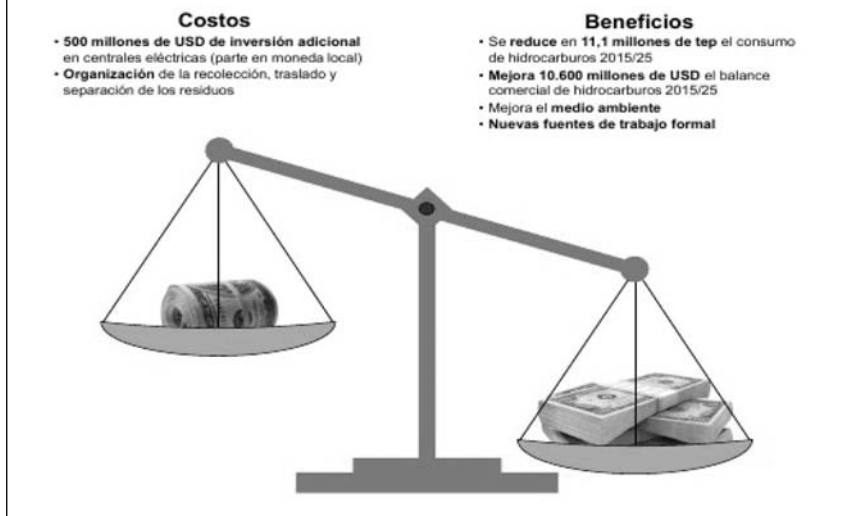 Costos
• 500 millones de USD de inversión adicional
en centrales eléctricas (parte en moneda local)
• Organización de la recolección, traslado y
separación de los residuos
Beneficios
• Se reduce en 11,1 millones de tep el consumo
de hidrocarburos 2015/25
• Mejora 10.600 millones de USD el balance
comercial de hidrocarburos 2015/25
• Mejora el medio ambiente
• Nuevas fuentes de trabajo formal